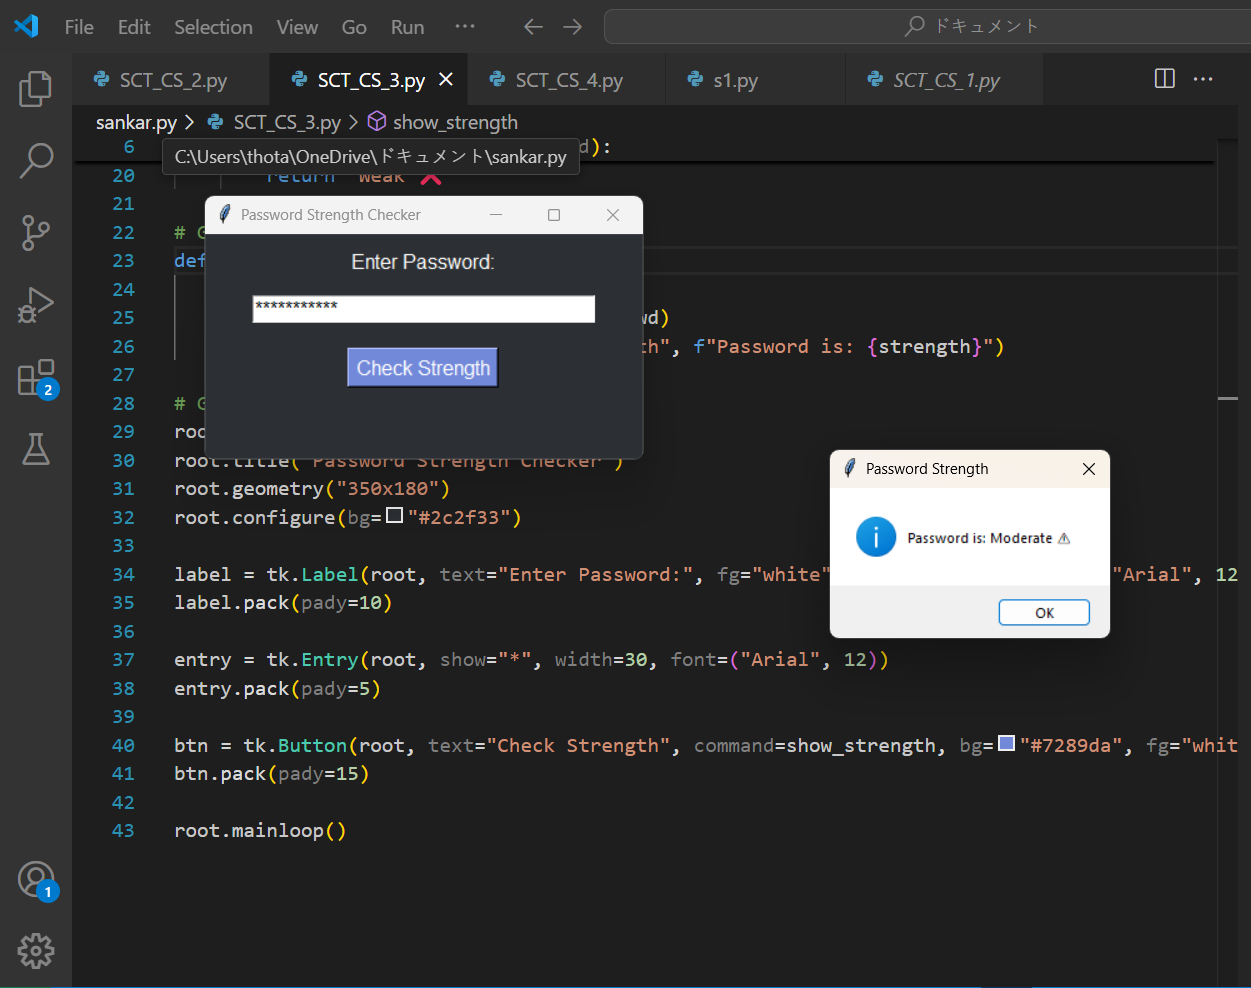 File Edit Selection View Go Run ··· ドキュメント
SCT_CS_2.py SCT_CS_3.py SCT_CS_4.py s1.py SCT_CS_1.py
sankar.py > SCT_CS_3.py > show_strength
6 d):
C:\Users\thota\OneDrive\ドキュメント\sankar.py
20 return "Weak ❌
21
Password Strength Checker
22 # G
23 def
Enter Password:
24
***********
25 wd)
26 th", f"Password is: {strength}")
Check Strength
27
28 # G
29 roo
30 root.title("Password Strength Checker")
31 root.geometry("350x180")
32 root.configure(bg="#2c2f33")
33
34 label = tk.Label(root, text="Enter Password:", fg="white" "Arial", 12
35 label.pack(pady=10)
36
37 entry = tk.Entry(root, show="*", width=30, font=("Arial", 12))
38 entry.pack(pady=5)
39
40 btn = tk.Button(root, text="Check Strength", command=show_strength, bg="#7289da", fg="whit
41 btn.pack(pady=15)
42
43 root.mainloop()
Password Strength
Password is: Moderate ⚠
OK
2
1